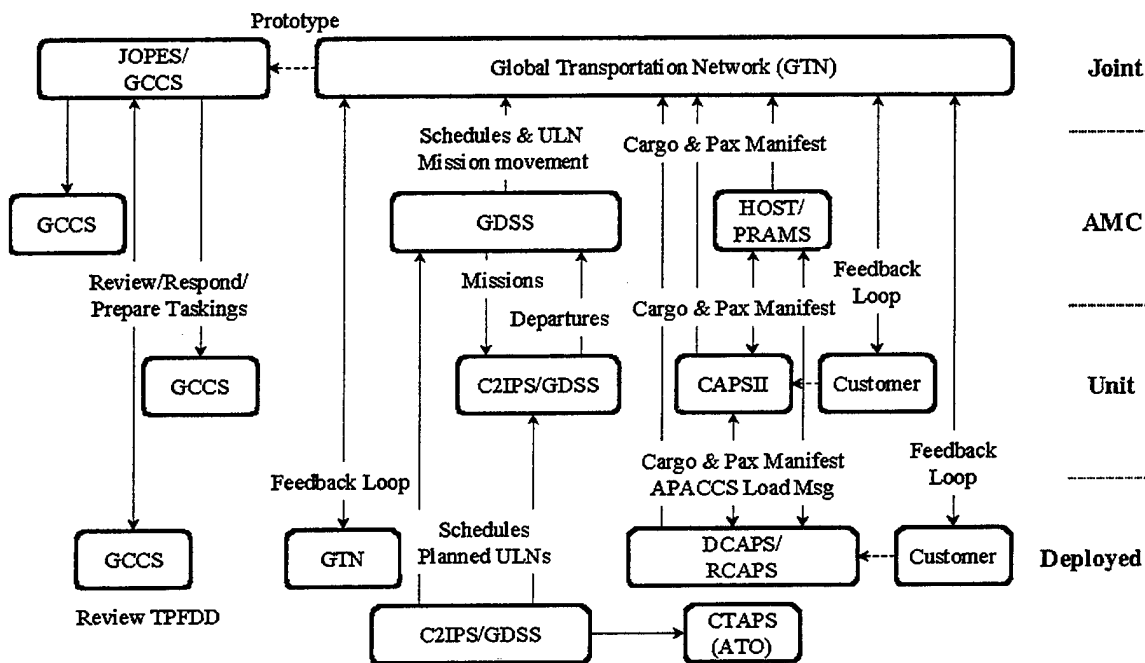 Prototype
JOPES/
GCCS
Global Transportation Network (GTN)
Joint
Schedules & ULN
Mission movement
Cargo & Pax Manifest
GCCS
GDSS
HOST/
PRAMS
AMC
Review/Respond/
Prepare Taskings
Missions
Departures
Cargo & Pax Manifest
Feedback
Loop
GCCS
C2IPS/GDSS
CAPSII
Customer
Unit
Feedback Loop
Cargo & Pax Manifest
APACCS Load Msg
Feedback
Loop
GCCS
Review TPFDD
GTN
Schedules
Planned ULNs
DCAPS/
RCAPS
Customer
Deployed
C2IPS/GDSS
CTAPS
(ATO)